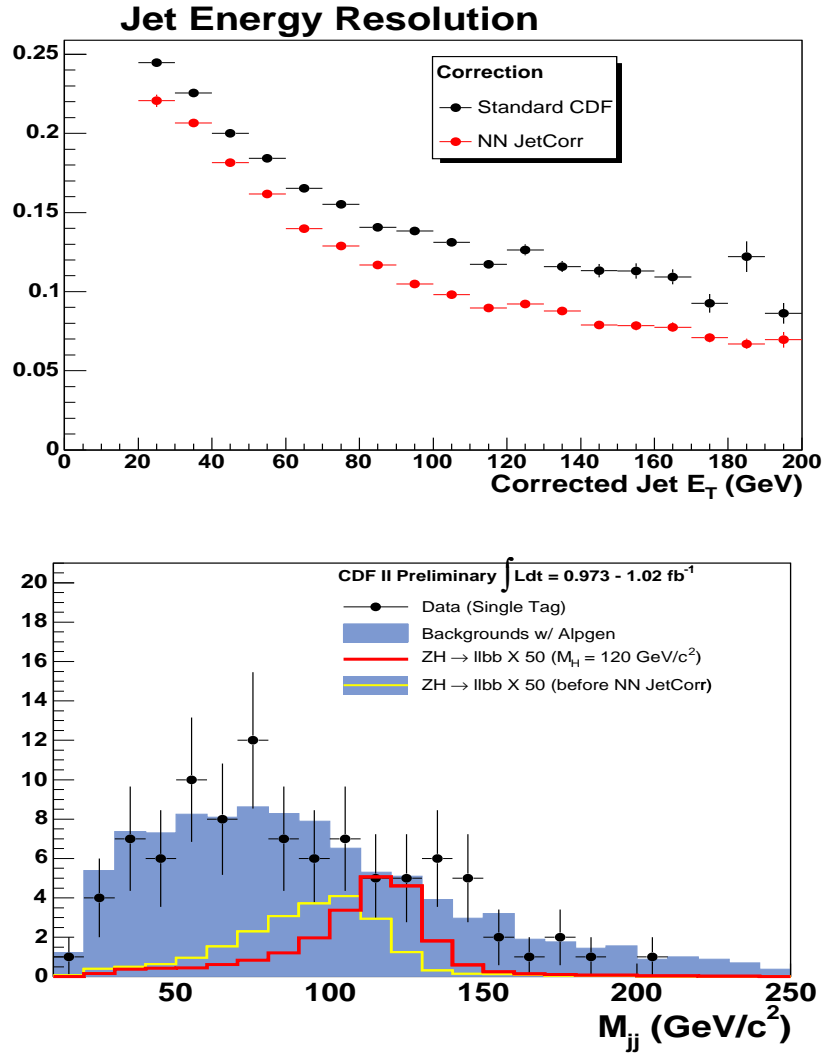 Jet Energy Resolution
0.25
0.2
0.15
0.1
0.05
0
Correction
Standard CDF
NN JetCorr
0 20 40 60 80 100 120 140 160 180 200
Corrected Jet E_T (GeV)
CDF II Preliminary ∫ Ldt = 0.973 - 1.02 fb⁻¹
Data (Single Tag)
Backgrounds w/ Alpgen
ZH → llbb X 50 (M_H = 120 GeV/c²)
ZH → llbb X 50 (before NN JetCorr)
20
18
16
14
12
10
8
6
4
2
0
50 100 150 200 250
M_jj (GeV/c²)